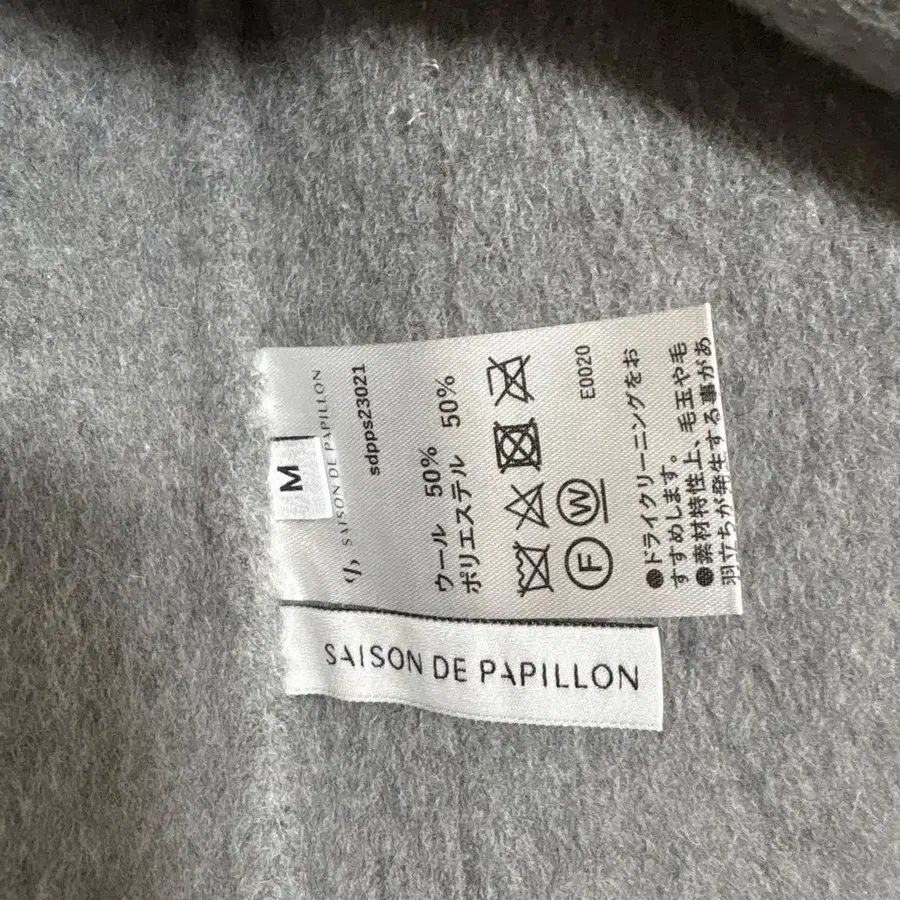 M
SAISON DE PAPILLON
sdpps23021
ウール 50%
ポリエステル 50%
F W
E0020
●ドライクリーニングをお
すすめします。
●素材特性上、毛玉や毛
羽立ちが発生する事があ
SAISON DE PAPILLON